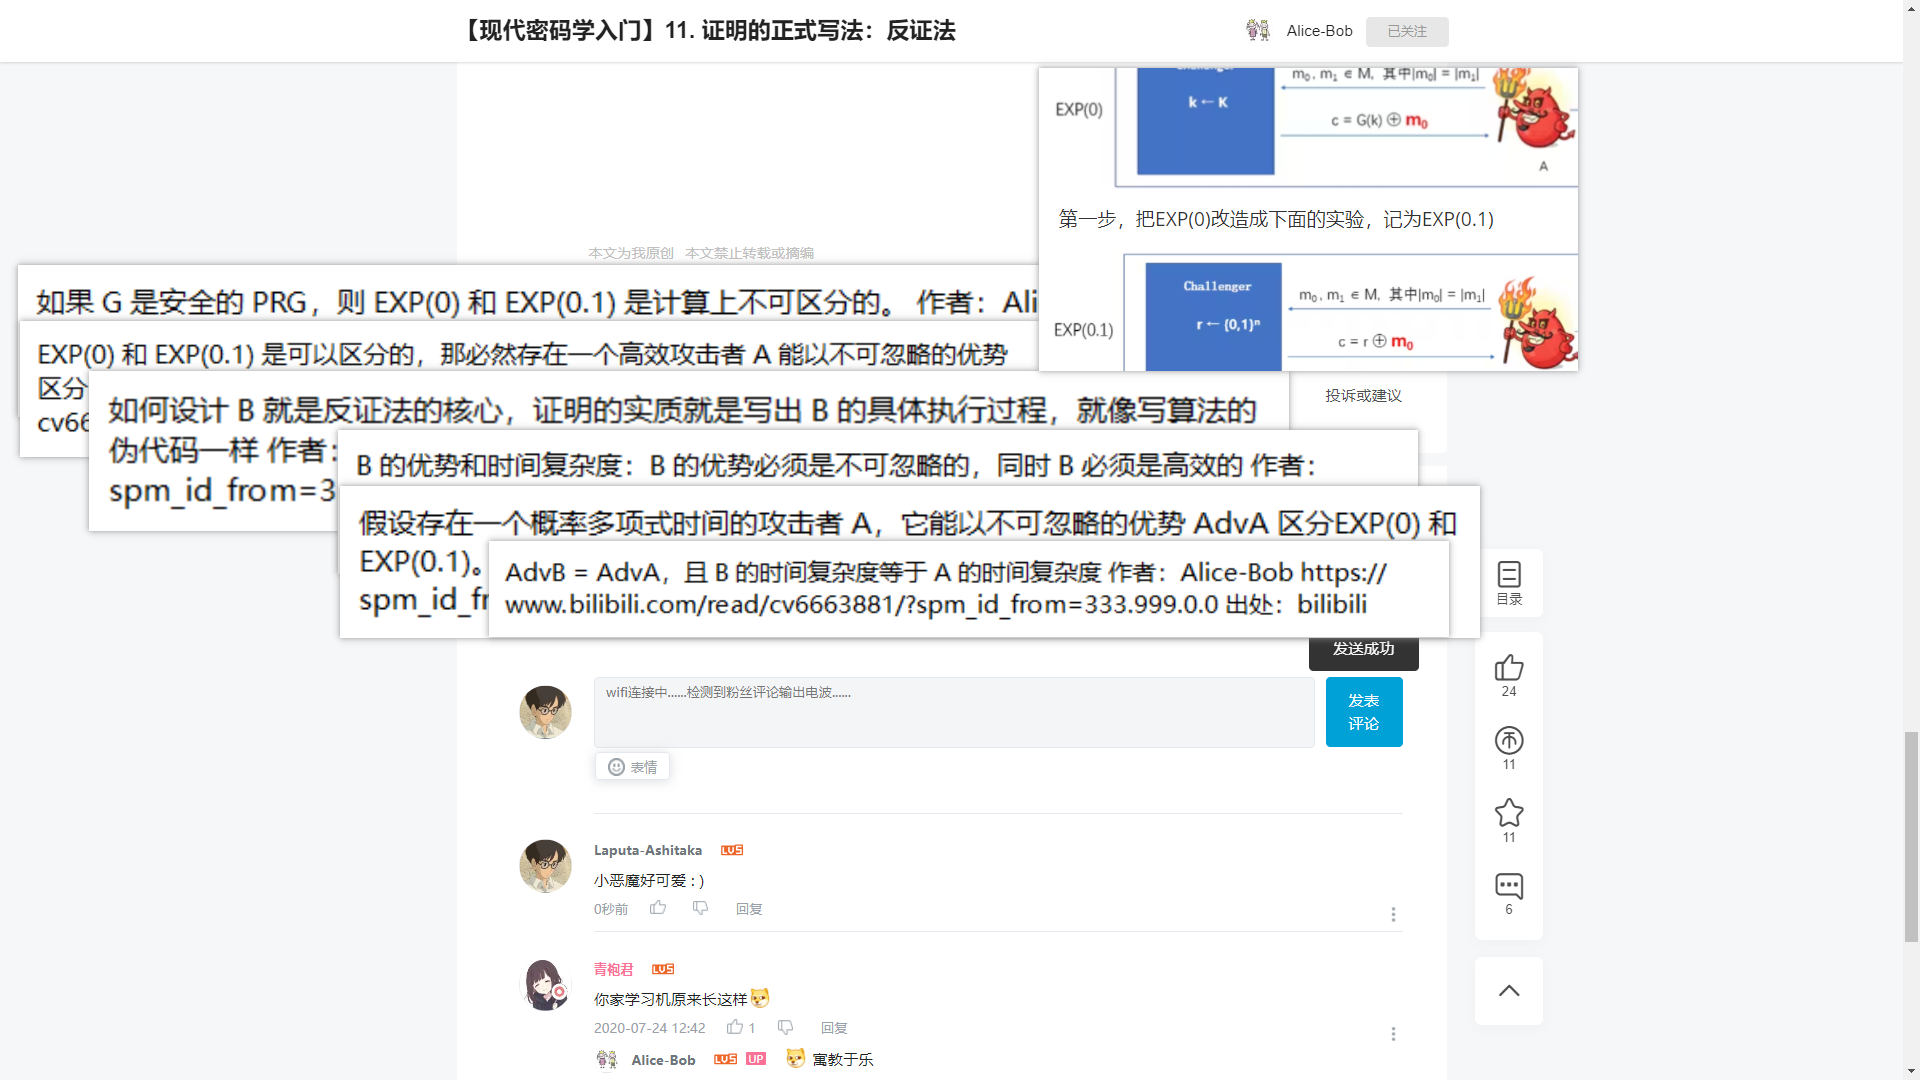 【现代密码学入门】11. 证明的正式写法：反证法
Alice-Bob
已关注
m₀, m₁ ∈ M, 其中|m₀| = |m₁|
EXP(0)
k ← K
c = G(k) ⊕ m₀
A
第一步，把EXP(0)改造成下面的实验，记为EXP(0.1)
Challenger
m₀, m₁ ∈ M, 其中|m₀| = |m₁|
EXP(0.1)
r ← {0,1}ⁿ
c = r ⊕ m₀
本文为我原创 本文禁止转载或摘编
如果 G 是安全的 PRG，则 EXP(0) 和 EXP(0.1) 是计算上不可区分的。 作者：Ali
EXP(0) 和 EXP(0.1) 是可以区分的，那必然存在一个高效攻击者 A 能以不可忽略的优势
区分
cv66
投诉或建议
如何设计 B 就是反证法的核心，证明的实质就是写出 B 的具体执行过程，就像写算法的
伪代码一样 作者：
spm_id_from=3
B 的优势和时间复杂度：B 的优势必须是不可忽略的，同时 B 必须是高效的 作者：
假设存在一个概率多项式时间的攻击者 A，它能以不可忽略的优势 AdvA 区分EXP(0) 和
EXP(0.1)。
spm_id_fr
AdvB = AdvA，且 B 的时间复杂度等于 A 的时间复杂度 作者：Alice-Bob https://
www.bilibili.com/read/cv6663881/?spm_id_from=333.999.0.0 出处：bilibili
目录
发送成功
wifi连接中......检测到粉丝评论输出电波......
发表
评论
表情
24
11
11
6
Laputa-Ashitaka LV5
小恶魔好可爱 : )
0秒前 回复
青袍君 LV5
你家学习机原来长这样
2020-07-24 12:42 1 回复
Alice-Bob LV5 UP 寓教于乐